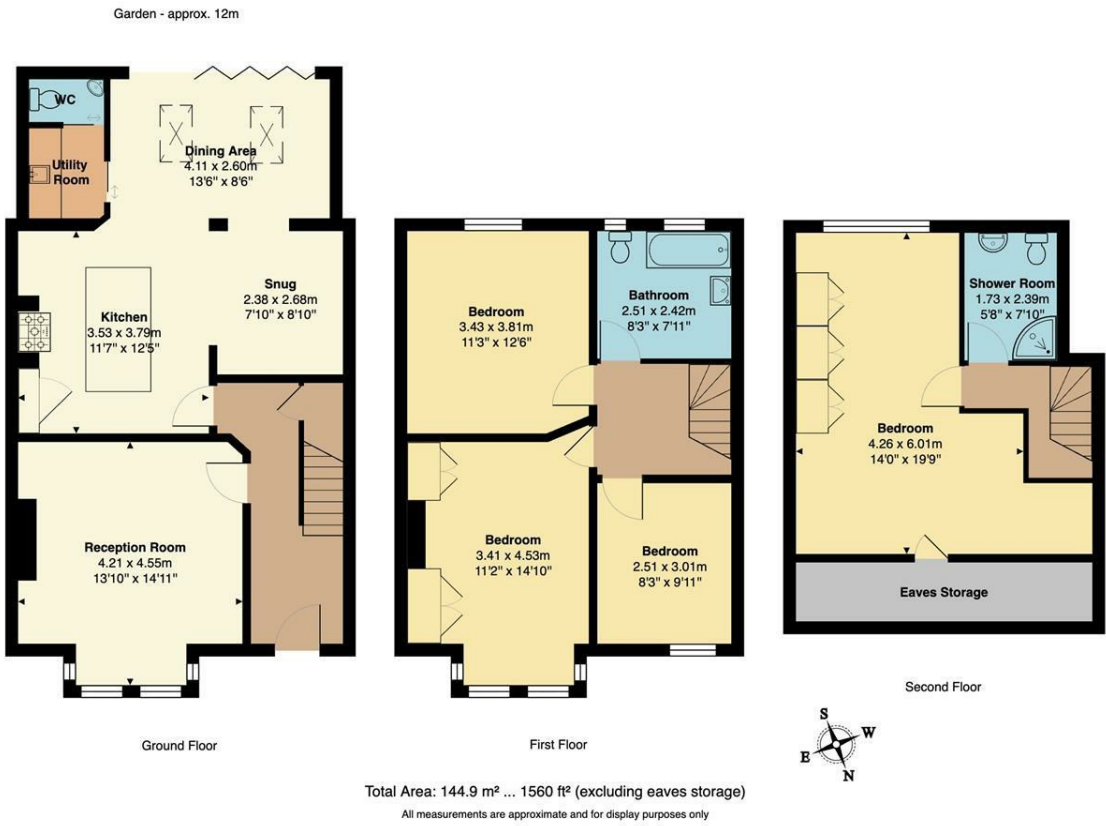 Garden - approx. 12m
WC
Utility
Room
Dining Area
4.11 x 2.60m
13'6" x 8'6"
Snug
2.38 x 2.68m
7'10" x 8'10"
Kitchen
3.53 x 3.79m
11'7" x 12'5"
Reception Room
4.21 x 4.55m
13'10" x 14'11"
Ground Floor
Bedroom
3.43 x 3.81m
11'3" x 12'6"
Bathroom
2.51 x 2.42m
8'3" x 7'11"
Bedroom
3.41 x 4.53m
11'2" x 14'10"
Bedroom
2.51 x 3.01m
8'3" x 9'11"
First Floor
Shower Room
1.73 x 2.39m
5'8" x 7'10"
Bedroom
4.26 x 6.01m
14'0" x 19'9"
Eaves Storage
Second Floor
S
W
E
N
Total Area: 144.9 m² ... 1560 ft² (excluding eaves storage)
All measurements are approximate and for display purposes only